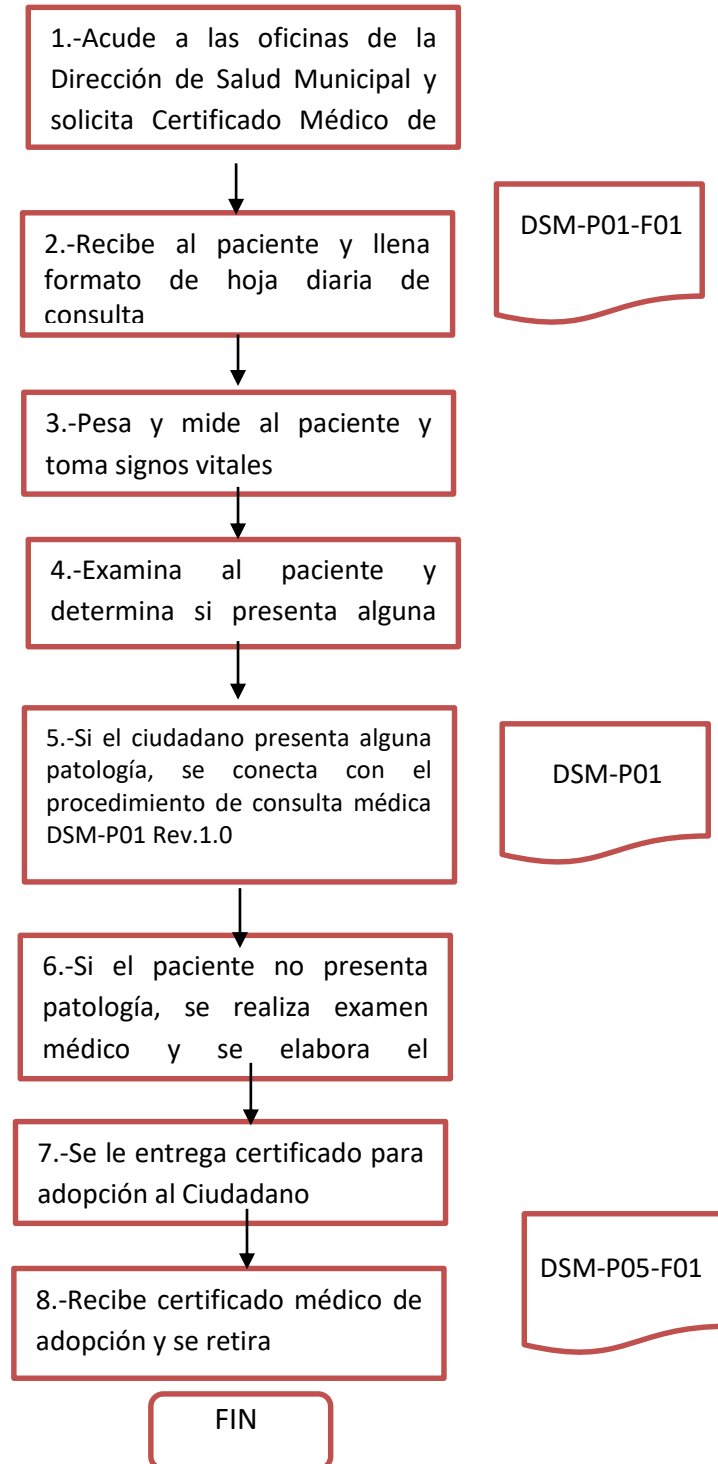 1.-Acude a las oficinas de la
Dirección de Salud Municipal y
solicita Certificado Médico de
2.-Recibe al paciente y llena
formato de hoja diaria de
consulta
DSM-P01-F01
3.-Pesa y mide al paciente y
toma signos vitales
4.-Examina al paciente y
determina si presenta alguna
5.-Si el ciudadano presenta alguna
patología, se conecta con el
procedimiento de consulta médica
DSM-P01 Rev.1.0
DSM-P01
6.-Si el paciente no presenta
patología, se realiza examen
médico y se elabora el
7.-Se le entrega certificado para
adopción al Ciudadano
8.-Recibe certificado médico de
adopción y se retira
DSM-P05-F01
FIN